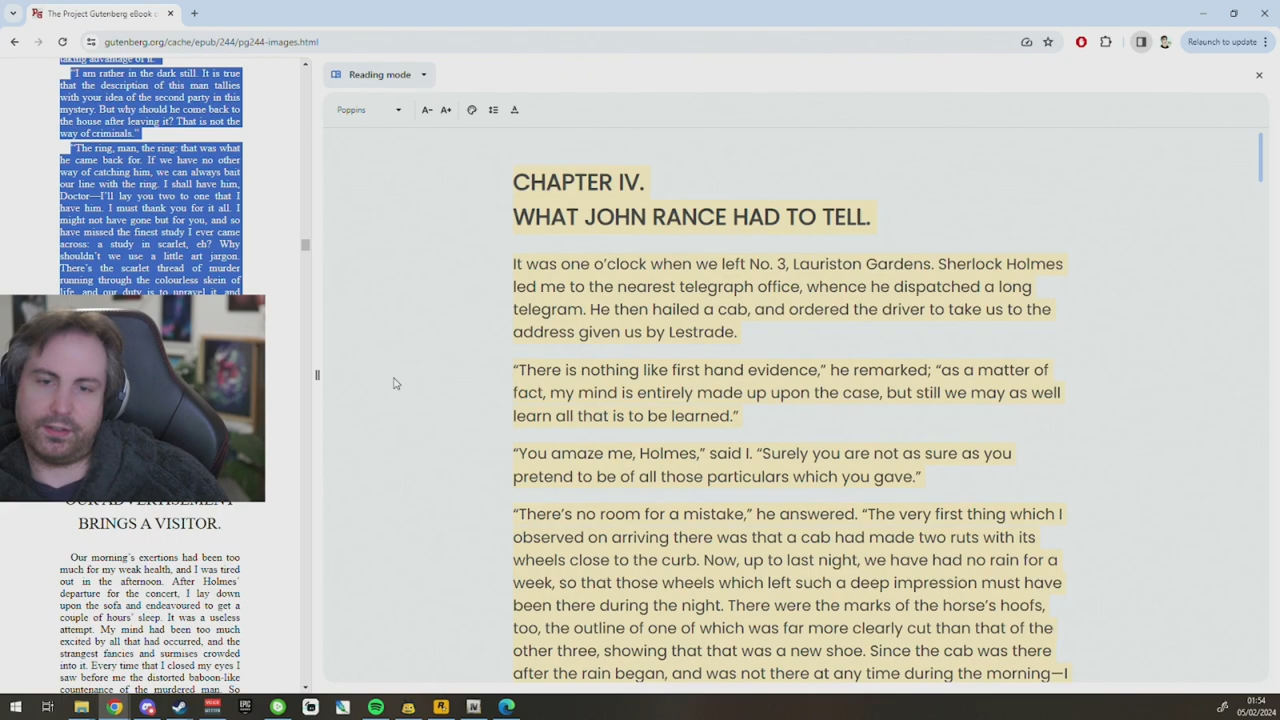 The Project Gutenberg eBook o
gutenberg.org/cache/epub/244/pg244-images.html
Relaunch to update
taking advantage of it.”
“I am rather in the dark still. It is true
that the description of this man tallies
with your idea of the second party in this
mystery. But why should he come back to
the house after leaving it? That is not the
way of criminals.”
“The ring, man, the ring: that was what
he came back for. If we have no other
way of catching him, we can always bait
our line with the ring. I shall have him,
Doctor—I’ll lay you two to one that I
have him. I must thank you for it all. I
might not have gone but for you, and so
have missed the finest study I ever came
across: a study in scarlet, eh? Why
shouldn’t we use a little art jargon.
There’s the scarlet thread of murder
running through the colourless skein of
life, and our duty is to unravel it, and
OUR ADVERTISEMENT
BRINGS A VISITOR.
Our morning’s exertions had been too
much for my weak health, and I was tired
out in the afternoon. After Holmes’
departure for the concert, I lay down
upon the sofa and endeavoured to get a
couple of hours’ sleep. It was a useless
attempt. My mind had been too much
excited by all that had occurred, and the
strangest fancies and surmises crowded
into it. Every time that I closed my eyes I
saw before me the distorted baboon-like
countenance of the murdered man. So
Reading mode
Poppins
A-
A+
CHAPTER IV.
WHAT JOHN RANCE HAD TO TELL.
It was one o’clock when we left No. 3, Lauriston Gardens. Sherlock Holmes
led me to the nearest telegraph office, whence he dispatched a long
telegram. He then hailed a cab, and ordered the driver to take us to the
address given us by Lestrade.
“There is nothing like first hand evidence,” he remarked; “as a matter of
fact, my mind is entirely made up upon the case, but still we may as well
learn all that is to be learned.”
“You amaze me, Holmes,” said I. “Surely you are not as sure as you
pretend to be of all those particulars which you gave.”
“There’s no room for a mistake,” he answered. “The very first thing which I
observed on arriving there was that a cab had made two ruts with its
wheels close to the curb. Now, up to last night, we have had no rain for a
week, so that those wheels which left such a deep impression must have
been there during the night. There were the marks of the horse’s hoofs,
too, the outline of one of which was far more clearly cut than that of the
other three, showing that that was a new shoe. Since the cab was there
after the rain began, and was not there at any time during the morning—I
01:54
05/02/2024